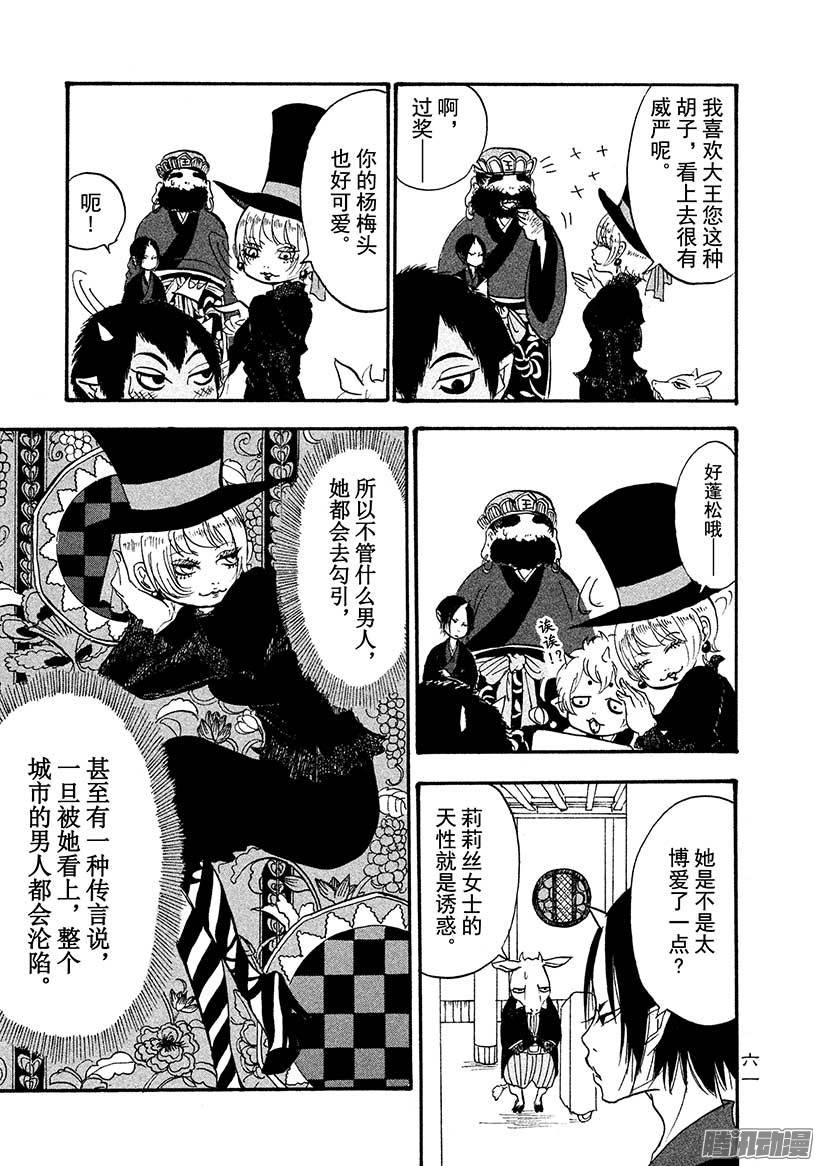 我喜欢大王您这种
胡子，看上去很有
威严呢。
啊，
过奖——
你的杨梅头
也好可爱。
呃！
好蓬松哦——
诶
诶!?
她是不是太
博爱了一点？
莉莉丝女士的
天性就是诱惑。
所以不管什么男人，
她都会去勾引，
甚至有一种传言说，
一旦被她看上，整个
城市的男人都会沦陷。
六一
腾讯动漫